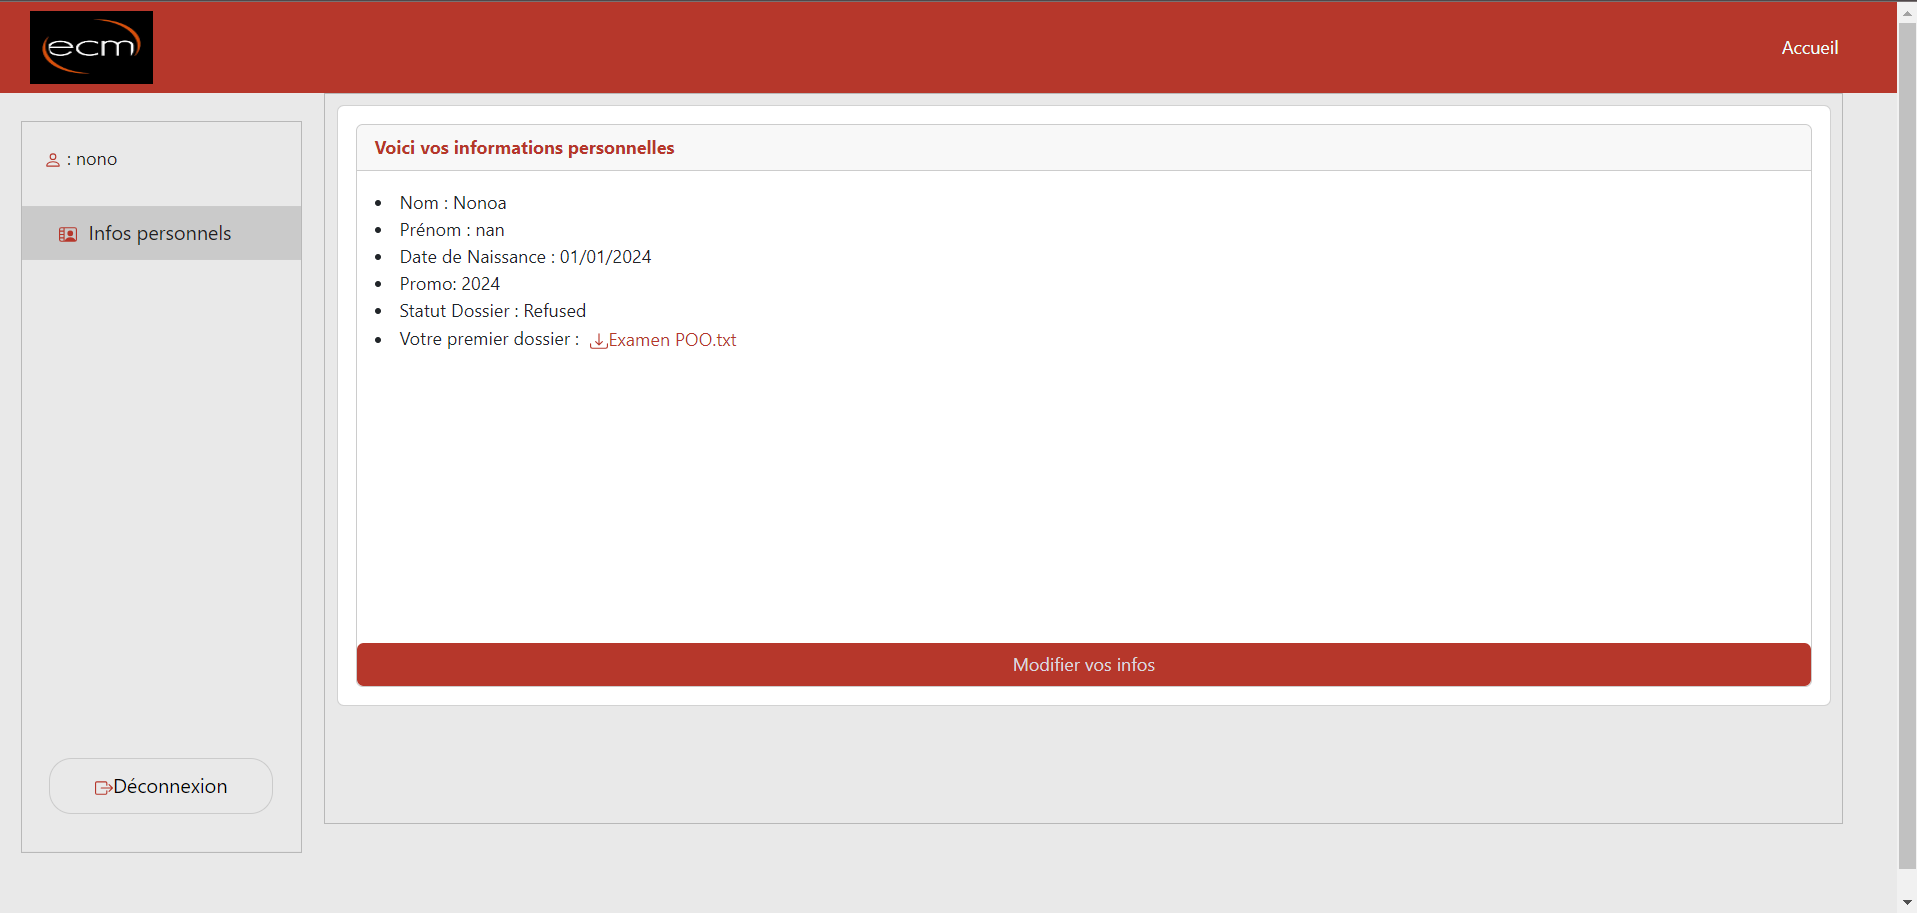 ecm
Accueil
: nono
Infos personnels
Déconnexion
Voici vos informations personnelles
Nom : Nonoa
Prénom : nan
Date de Naissance : 01/01/2024
Promo: 2024
Statut Dossier : Refused
Votre premier dossier : Examen POO.txt
Modifier vos infos